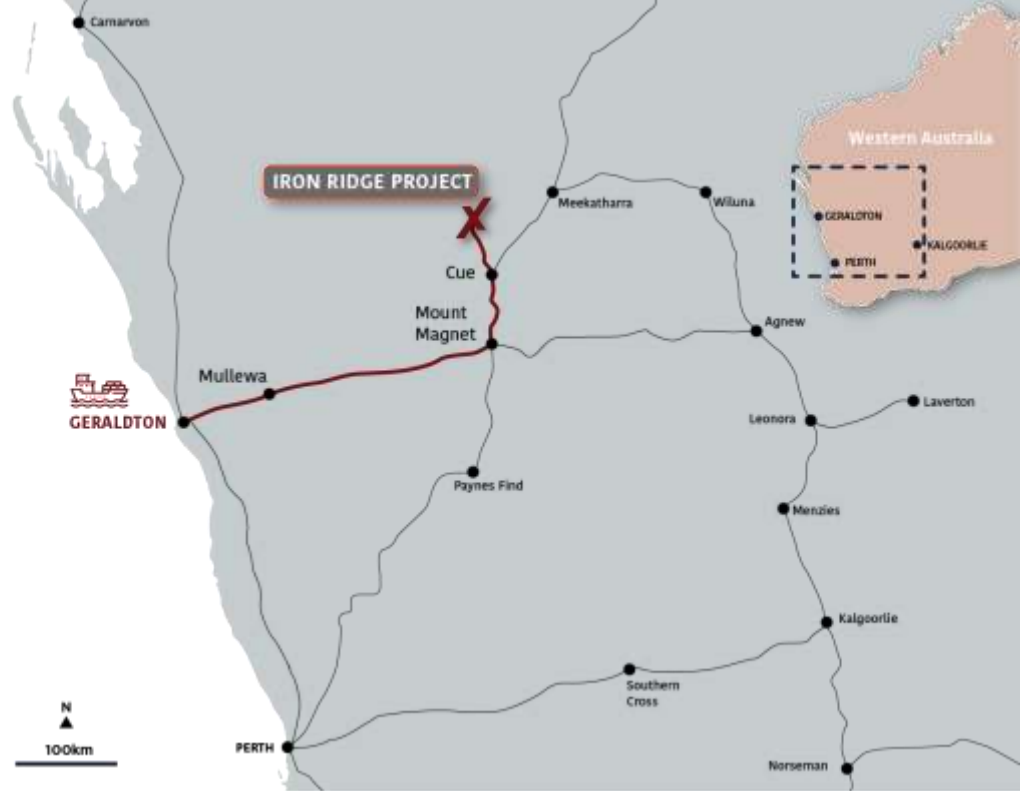 Carnarvon
Western Australia
IRON RIDGE PROJECT
Meekatharra
Wiluna
GERALDTON
KALGOORLIE
PERTH
Cue
Mount
Magnet
Agnew
Mullewa
GERALDTON
Leonora
Laverton
Paynes Find
Menzies
Kalgoorlie
Southern
Cross
N
100km
PERTH
Norseman